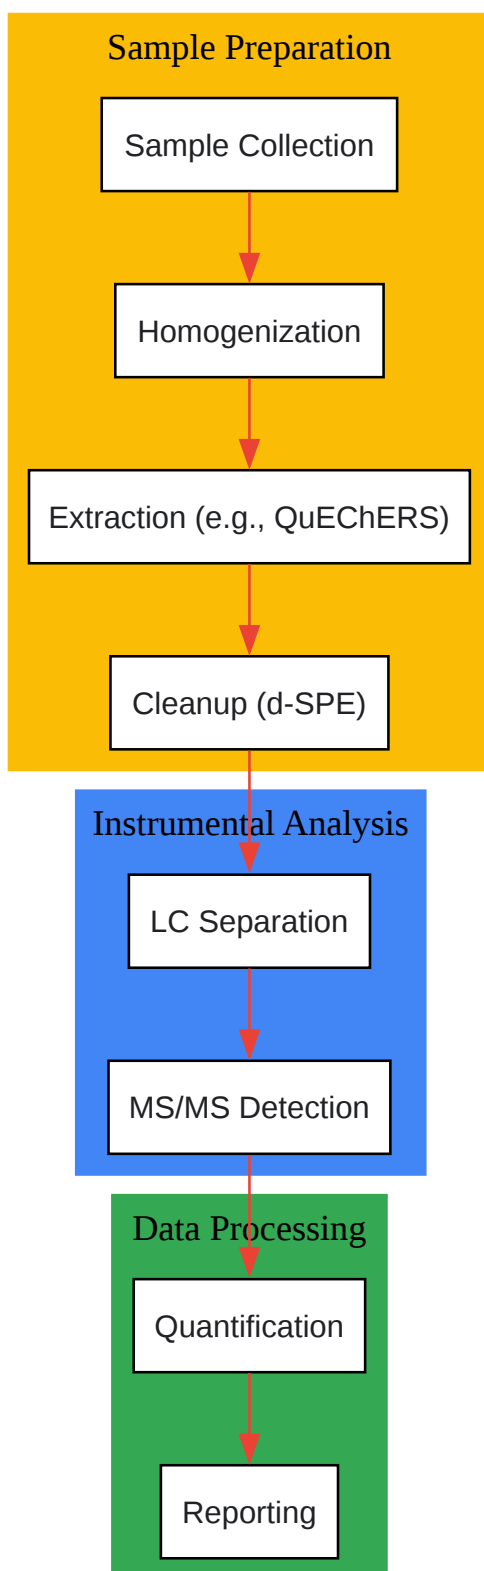 Sample Preparation
Sample Collection
Homogenization
Extraction (e.g., QuEChERS)
Cleanup (d-SPE)
Instrumental Analysis
LC Separation
MS/MS Detection
Data Processing
Quantification
Reporting